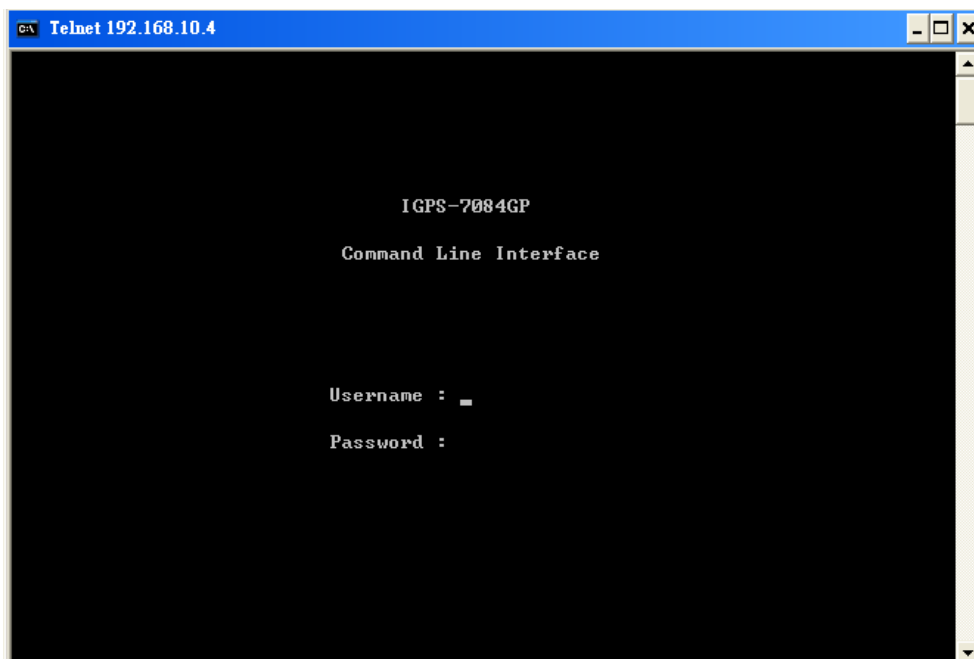 C:\ Telnet 192.168.10.4
IGPS-7084GP
Command Line Interface
Username : _
Password :